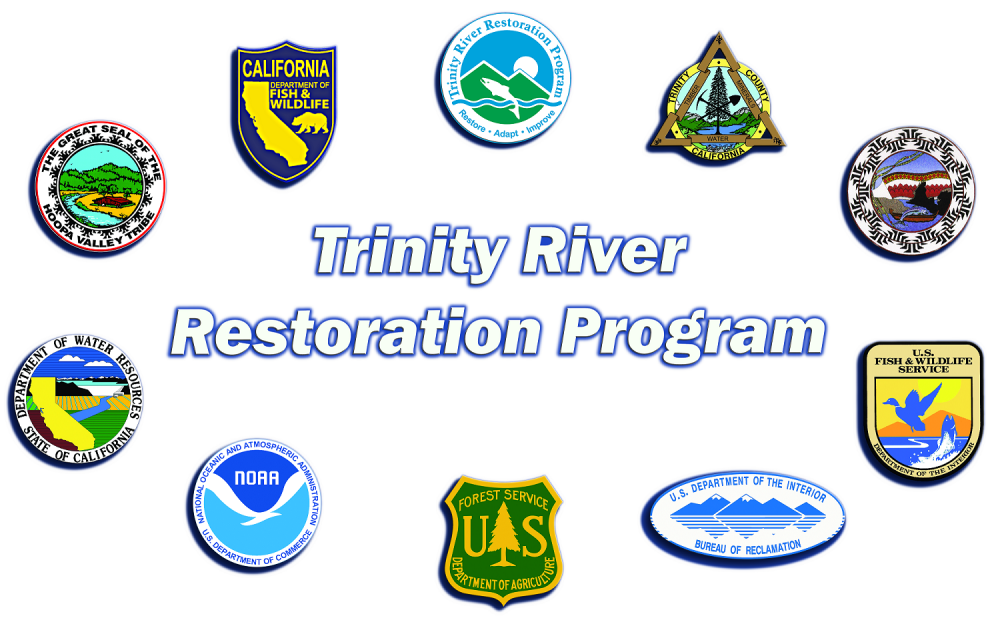 Trinity River Restoration Program
Restore • Adapt • Improve
CALIFORNIA
DEPARTMENT OF
FISH &
WILDLIFE
TRINITY COUNTY
WATER
CALIFORNIA
THE GREAT SEAL OF THE
HOOPA VALLEY TRIBE
Trinity River
Restoration Program
DEPARTMENT OF WATER RESOURCES
STATE OF CALIFORNIA
U.S.
FISH & WILDLIFE
SERVICE
DEPARTMENT OF THE INTERIOR
NATIONAL OCEANIC AND ATMOSPHERIC ADMINISTRATION
NOAA
U.S. DEPARTMENT OF COMMERCE
FOREST SERVICE
U S
DEPARTMENT OF AGRICULTURE
U.S. DEPARTMENT OF THE INTERIOR
BUREAU OF RECLAMATION